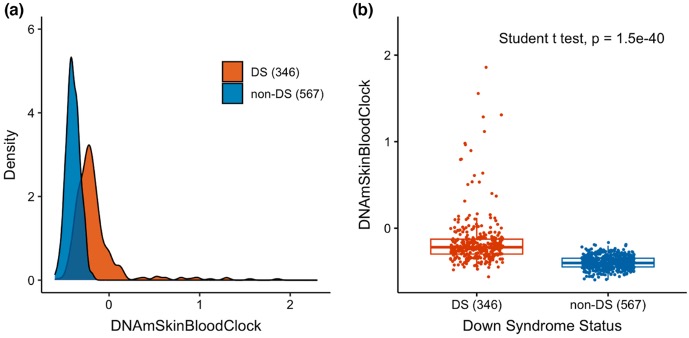 (a)
Density
6
4
2
0
0
1
2
DNAmSkinBloodClock
DS (346)
non-DS (567)
(b)
Student t test, p = 1.5e-40
DNAmSkinBloodClock
2
1
0
DS (346)
non-DS (567)
Down Syndrome Status